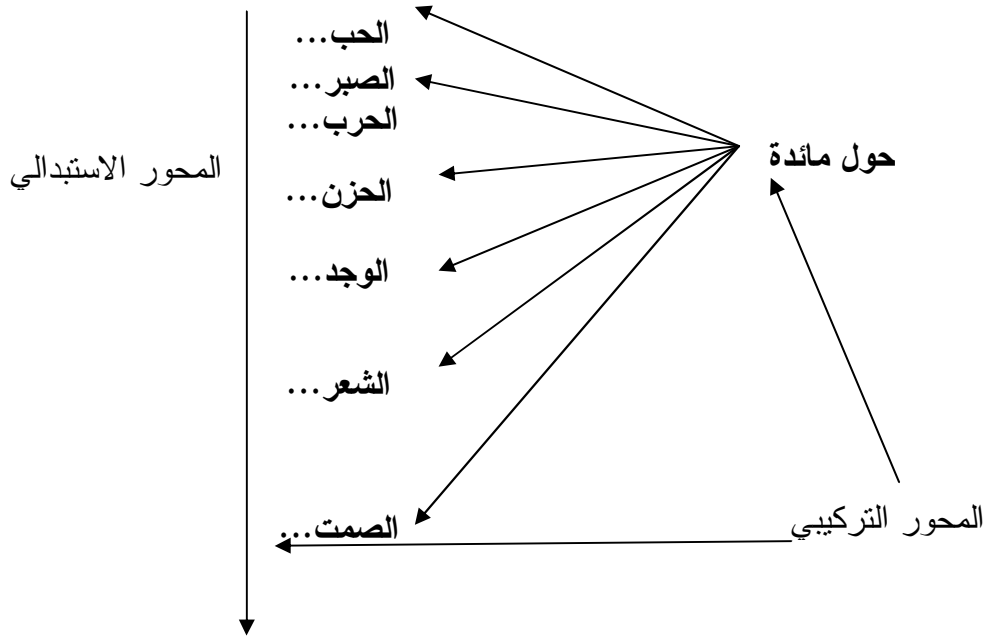 الحب...
الصبر...
الحرب...
حول مائدة
المحور الاستبدالي
الحزن...
الوجد...
الشعر...
الصمت...
المحور التركيبي